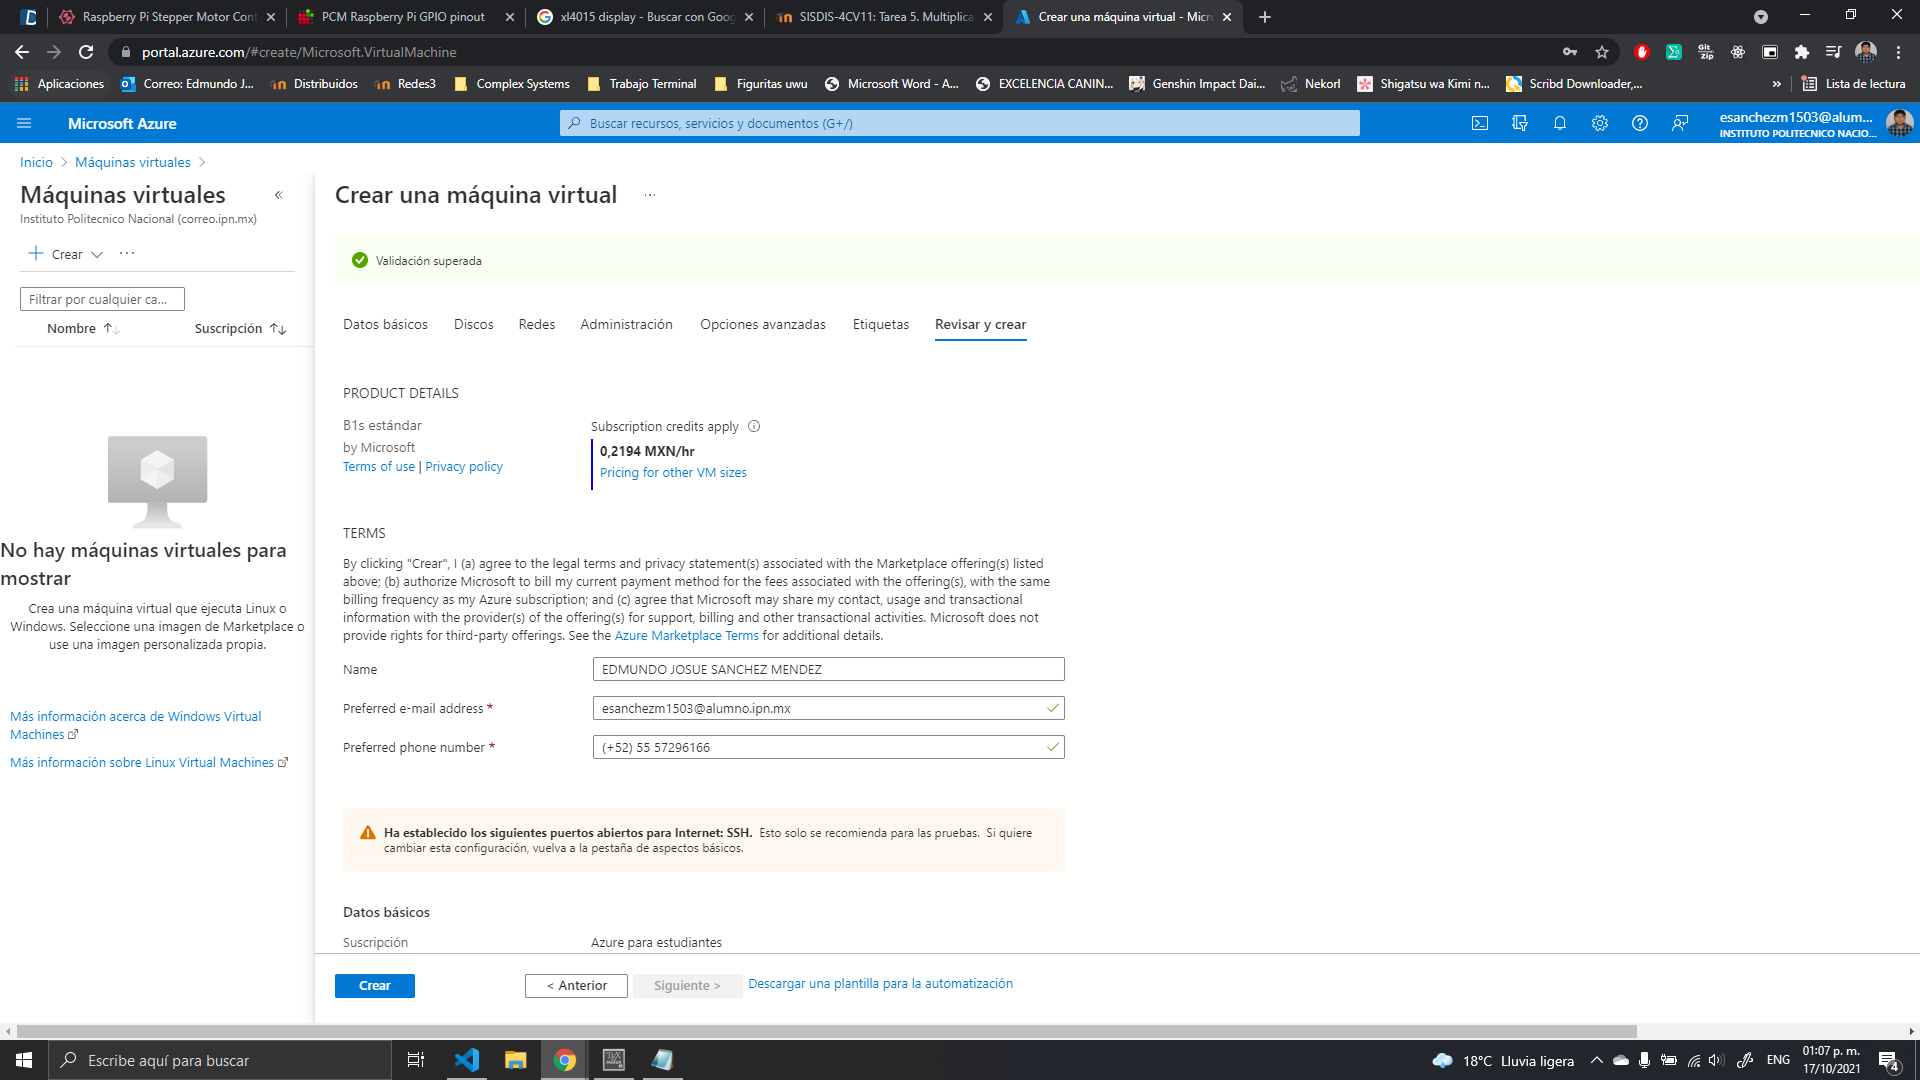 Raspberry Pi Stepper Motor Cont
PCM Raspberry Pi GPIO pinout
xl4015 display - Buscar con Goog
SISDIS-4CV11: Tarea 5. Multiplica
Crear una máquina virtual - Micro
portal.azure.com/#create/Microsoft.VirtualMachine
Aplicaciones
Correo: Edmundo J...
Distribuidos
Redes3
Complex Systems
Trabajo Terminal
Figuritas uwu
Microsoft Word - A...
EXCELENCIA CANIN...
Genshin Impact Dai...
Nekorl
Shigatsu wa Kimi n...
Scribd Downloader,...
»
Lista de lectura
Microsoft Azure
Buscar recursos, servicios y documentos (G+/)
esanchezm1503@alum...
INSTITUTO POLITECNICO NACIO...
Inicio > Máquinas virtuales >
Máquinas virtuales
«
Instituto Politecnico Nacional (correo.ipn.mx)
+ Crear ...
Filtrar por cualquier ca...
Nombre ↑↓
Suscripción ↑↓
No hay máquinas virtuales para
mostrar
Crea una máquina virtual que ejecuta Linux o
Windows. Seleccione una imagen de Marketplace o
use una imagen personalizada propia.
Más información acerca de Windows Virtual
Machines
Más información sobre Linux Virtual Machines
Crear una máquina virtual ...
Validación superada
Datos básicos
Discos
Redes
Administración
Opciones avanzadas
Etiquetas
Revisar y crear
PRODUCT DETAILS
B1s estándar
by Microsoft
Terms of use | Privacy policy
Subscription credits apply
0,2194 MXN/hr
Pricing for other VM sizes
TERMS
By clicking "Crear", I (a) agree to the legal terms and privacy statement(s) associated with the Marketplace offering(s) listed
above; (b) authorize Microsoft to bill my current payment method for the fees associated with the offering(s), with the same
billing frequency as my Azure subscription; and (c) agree that Microsoft may share my contact, usage and transactional
information with the provider(s) of the offering(s) for support, billing and other transactional activities. Microsoft does not
provide rights for third-party offerings. See the Azure Marketplace Terms for additional details.
Name
EDMUNDO JOSUE SANCHEZ MENDEZ
Preferred e-mail address *
esanchezm1503@alumno.ipn.mx
Preferred phone number *
(+52) 55 57296166
Ha establecido los siguientes puertos abiertos para Internet: SSH. Esto solo se recomienda para las pruebas. Si quiere
cambiar esta configuración, vuelva a la pestaña de aspectos básicos.
Datos básicos
Suscripción
Azure para estudiantes
Crear
< Anterior
Siguiente >
Descargar una plantilla para la automatización
Escribe aquí para buscar
18°C Lluvia ligera
ENG
01:07 p. m.
17/10/2021
4